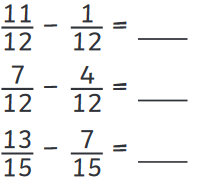 11/12 − 1/12 = ____
7/12 − 4/12 = ____
13/15 − 7/15 = ____